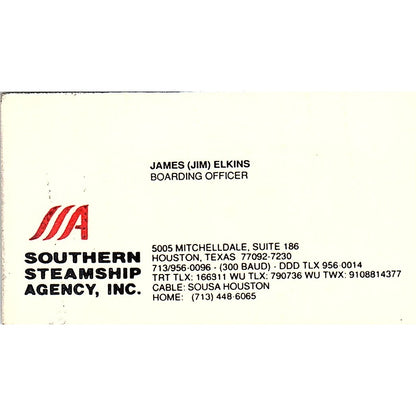 JAMES (JIM) ELKINS
BOARDING OFFICER
SSA
SOUTHERN
STEAMSHIP
AGENCY, INC.
5005 MITCHELLDALE, SUITE 186
HOUSTON, TEXAS 77092-7230
713/956-0096 - (300 BAUD) - DDD TLX 956-0014
TRT TLX: 166311 WU TLX: 790736 WU TWX: 9108814377
CABLE: SOUSA HOUSTON
HOME: (713) 448-6065